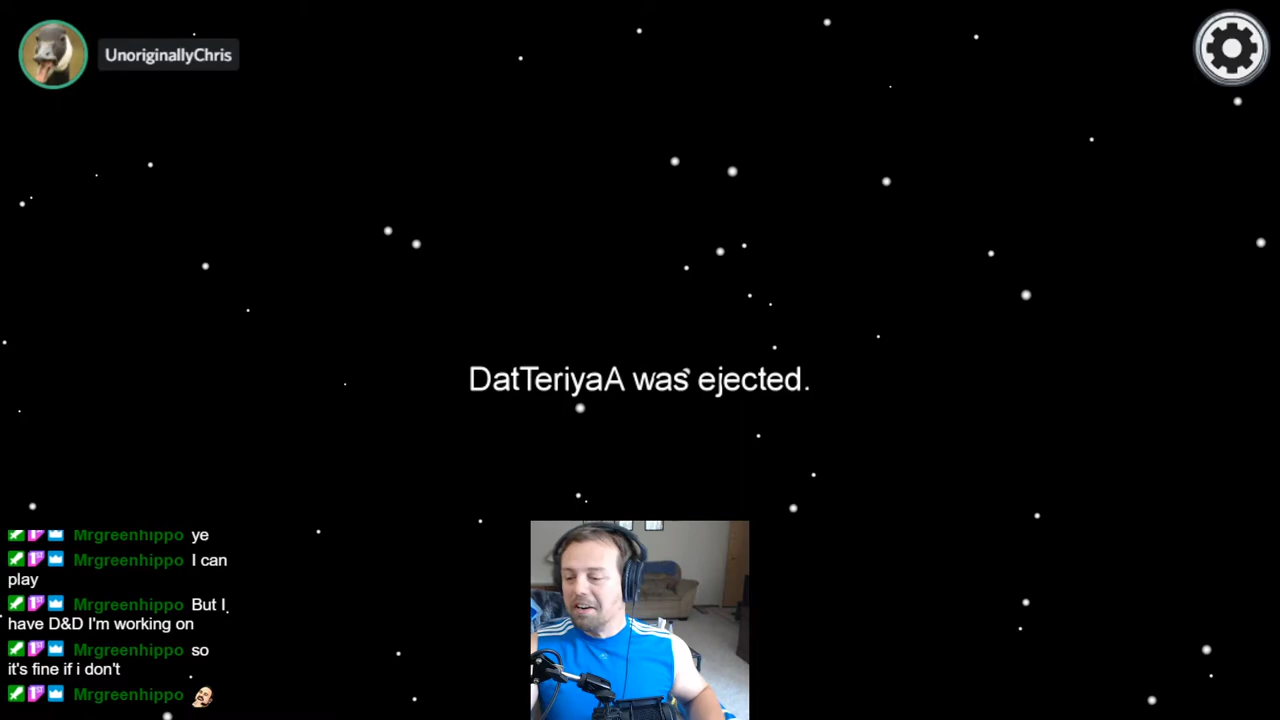 UnoriginallyChris
DatTeriyaA was ejected.
Mrgreenhippo ye
Mrgreenhippo I can
play
Mrgreenhippo But I
have D&D I'm working on
Mrgreenhippo so
it's fine if i don't
Mrgreenhippo